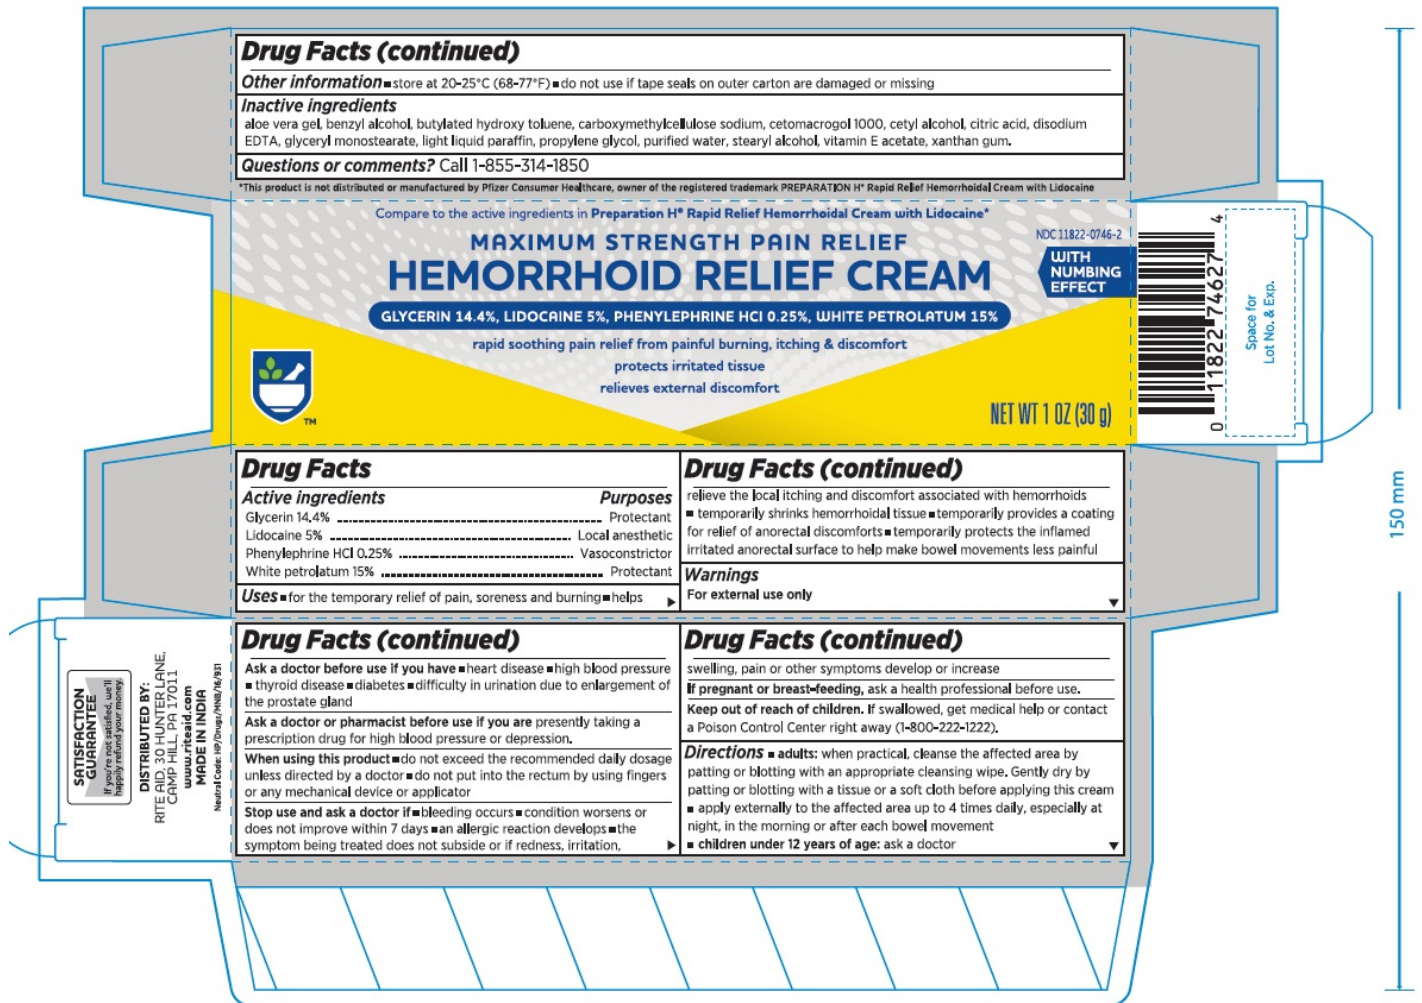 Drug Facts (continued)
Other information ■ store at 20-25°C (68-77°F) ■ do not use if tape seals on outer carton are damaged or missing
Inactive ingredients
aloe vera gel, benzyl alcohol, butylated hydroxy toluene, carboxymethylcellulose sodium, cetomacrogol 1000, cetyl alcohol, citric acid, disodium
EDTA, glyceryl monostearate, light liquid paraffin, propylene glycol, purified water, stearyl alcohol, vitamin E acetate, xanthan gum.
Questions or comments? Call 1-855-314-1850
*This product is not distributed or manufactured by Pfizer Consumer Healthcare, owner of the registered trademark PREPARATION H® Rapid Relief Hemorrhoidal Cream with Lidocaine
Compare to the active ingredients in Preparation H® Rapid Relief Hemorrhoidal Cream with Lidocaine*
NDC 11822-0746-2
MAXIMUM STRENGTH PAIN RELIEF
HEMORRHOID RELIEF CREAM
WITH
NUMBING
EFFECT
GLYCERIN 14.4%, LIDOCAINE 5%, PHENYLEPHRINE HCl 0.25%, WHITE PETROLATUM 15%
rapid soothing pain relief from painful burning, itching & discomfort
protects irritated tissue
relieves external discomfort
TM
NET WT 1 OZ (30 g)
0 11822 74627 4
Space for
Lot No. & Exp.
150 mm
Drug Facts
Active ingredients Purposes
Glycerin 14.4% ........ Protectant
Lidocaine 5% ........ Local anesthetic
Phenylephrine HCl 0.25% ........ Vasoconstrictor
White petrolatum 15% ........ Protectant
Uses ■ for the temporary relief of pain, soreness and burning ■ helps ▶
Drug Facts (continued)
relieve the local itching and discomfort associated with hemorrhoids
■ temporarily shrinks hemorrhoidal tissue ■ temporarily provides a coating
for relief of anorectal discomforts ■ temporarily protects the inflamed
irritated anorectal surface to help make bowel movements less painful
Warnings
For external use only ▼
Drug Facts (continued)
Ask a doctor before use if you have ■ heart disease ■ high blood pressure
■ thyroid disease ■ diabetes ■ difficulty in urination due to enlargement of
the prostate gland
Ask a doctor or pharmacist before use if you are presently taking a
prescription drug for high blood pressure or depression.
When using this product ■ do not exceed the recommended daily dosage
unless directed by a doctor ■ do not put into the rectum by using fingers
or any mechanical device or applicator
Stop use and ask a doctor if ■ bleeding occurs ■ condition worsens or
does not improve within 7 days ■ an allergic reaction develops ■ the
symptom being treated does not subside or if redness, irritation, ▶
Drug Facts (continued)
swelling, pain or other symptoms develop or increase
If pregnant or breast-feeding, ask a health professional before use.
Keep out of reach of children. If swallowed, get medical help or contact
a Poison Control Center right away (1-800-222-1222).
Directions ■ adults: when practical, cleanse the affected area by
patting or blotting with an appropriate cleansing wipe. Gently dry by
patting or blotting with a tissue or a soft cloth before applying this cream
■ apply externally to the affected area up to 4 times daily, especially at
night, in the morning or after each bowel movement
■ children under 12 years of age: ask a doctor ▼
SATISFACTION
GUARANTEE
If you're not satisfied, we'll
happily refund your money.
DISTRIBUTED BY:
RITE AID, 30 HUNTER LANE,
CAMP HILL, PA 17011
www.riteaid.com
MADE IN INDIA
Neutral Code: HP/Drugs/MNB/16/931